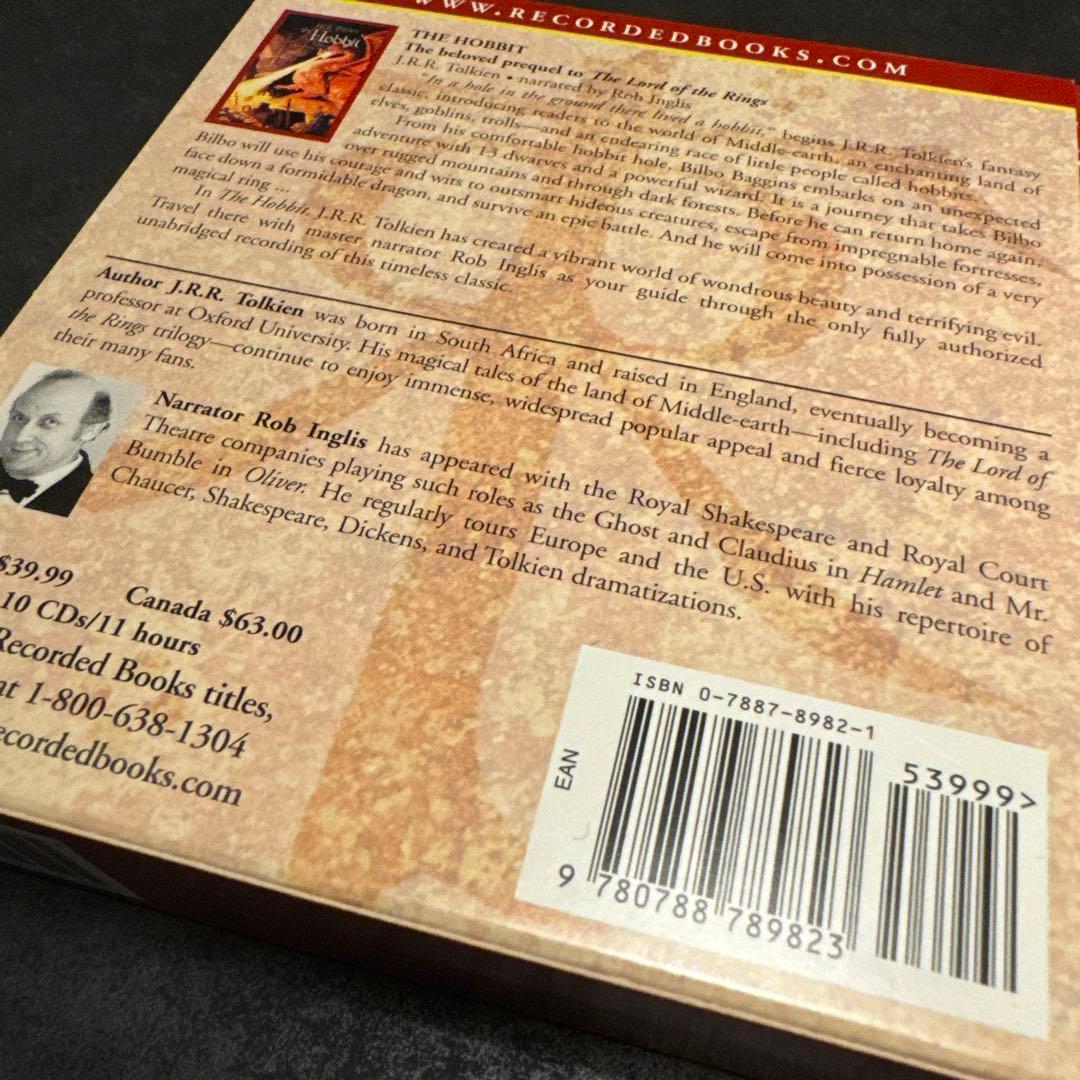 WWW.RECORDEDBOOKS.COM
Hobbit
THE HOBBIT
The beloved prequel to The Lord of the Rings
J.R.R. Tolkien • narrated by Rob Inglis
"In a hole in the ground there lived a hobbit," begins J.R.R. Tolkien's fantasy
classic, introducing readers to the world of Middle-earth, an enchanting land of
elves, goblins, trolls—and an endearing race of little people called hobbits.
From his comfortable hobbit hole, Bilbo Baggins embarks on an unexpected
adventure with 13 dwarves and a powerful wizard. It is a journey that takes Bilbo
over rugged mountains and through dark forests. Before he can return home again,
Bilbo will use his courage and wits to outsmart hideous creatures, escape from impregnable fortresses,
face down a formidable dragon, and survive an epic battle. And he will come into possession of a very
magical ring ...
In The Hobbit, J.R.R. Tolkien has created a vibrant world of wondrous beauty and terrifying evil.
Travel there with master narrator Rob Inglis as your guide through the only fully authorized
unabridged recording of this timeless classic.
Author J.R.R. Tolkien was born in South Africa and raised in England, eventually becoming a
professor at Oxford University. His magical tales of the land of Middle-earth—including The Lord of
the Rings trilogy—continue to enjoy immense, widespread popular appeal and fierce loyalty among
their many fans.
Narrator Rob Inglis has appeared with the Royal Shakespeare and Royal Court
Theatre companies playing such roles as the Ghost and Claudius in Hamlet and Mr.
Bumble in Oliver. He regularly tours Europe and the U.S. with his repertoire of
Chaucer, Shakespeare, Dickens, and Tolkien dramatizations.
$39.99 Canada $63.00
10 CDs/11 hours
Recorded Books titles,
at 1-800-638-1304
ecordedbooks.com
ISBN 0-7887-8982-1
EAN
53999>
9 780788 789823